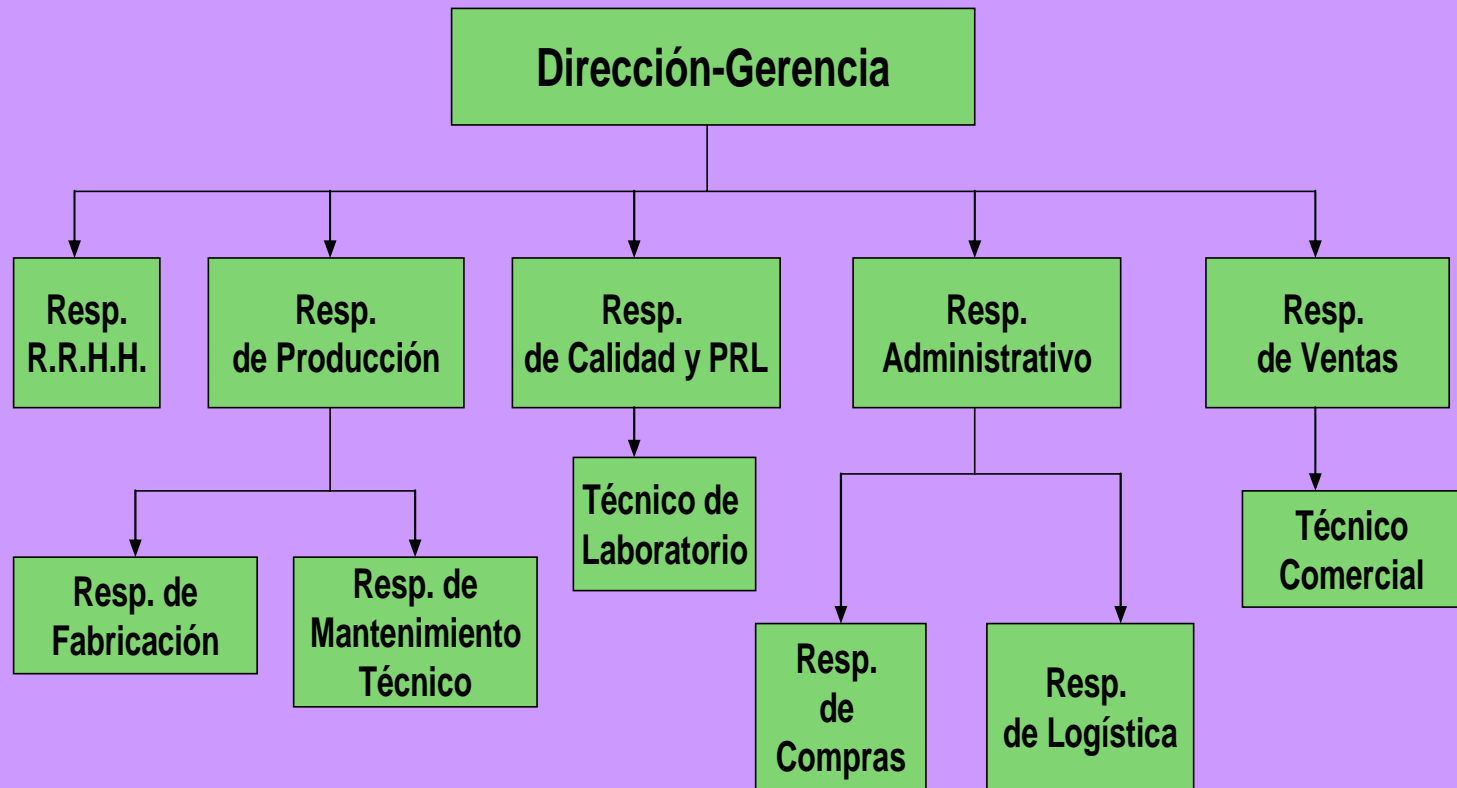 Dirección-Gerencia
Resp.
R.R.H.H.
Resp.
de Producción
Resp.
de Calidad y PRL
Resp.
Administrativo
Resp.
de Ventas
Resp. de
Fabricación
Resp. de
Mantenimiento
Técnico
Técnico de
Laboratorio
Resp.
de
Compras
Resp.
de Logística
Técnico
Comercial